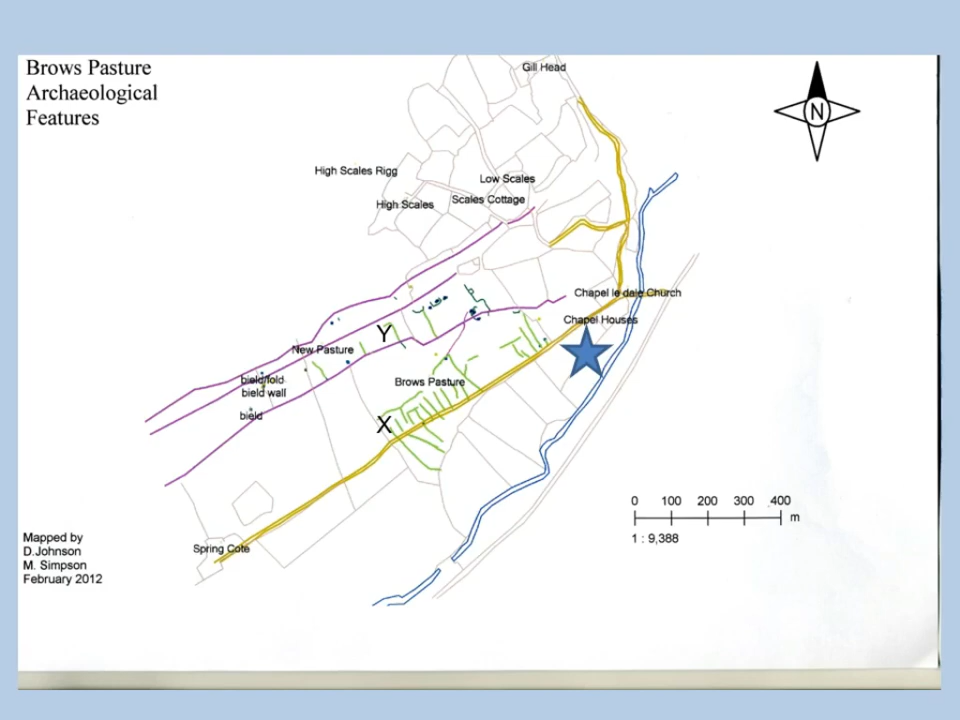 Brows Pasture
Archaeological
Features
Gill Head
N
High Scales Rigg
Low Scales
Scales Cottage
High Scales
Chapel le dale Church
Chapel Houses
Y
New Pasture
bield/fold
bield wall
Brows Pasture
bield
X
0 100 200 300 400
m
1 : 9,388
Mapped by
D.Johnson
M. Simpson
February 2012
Spring Cote